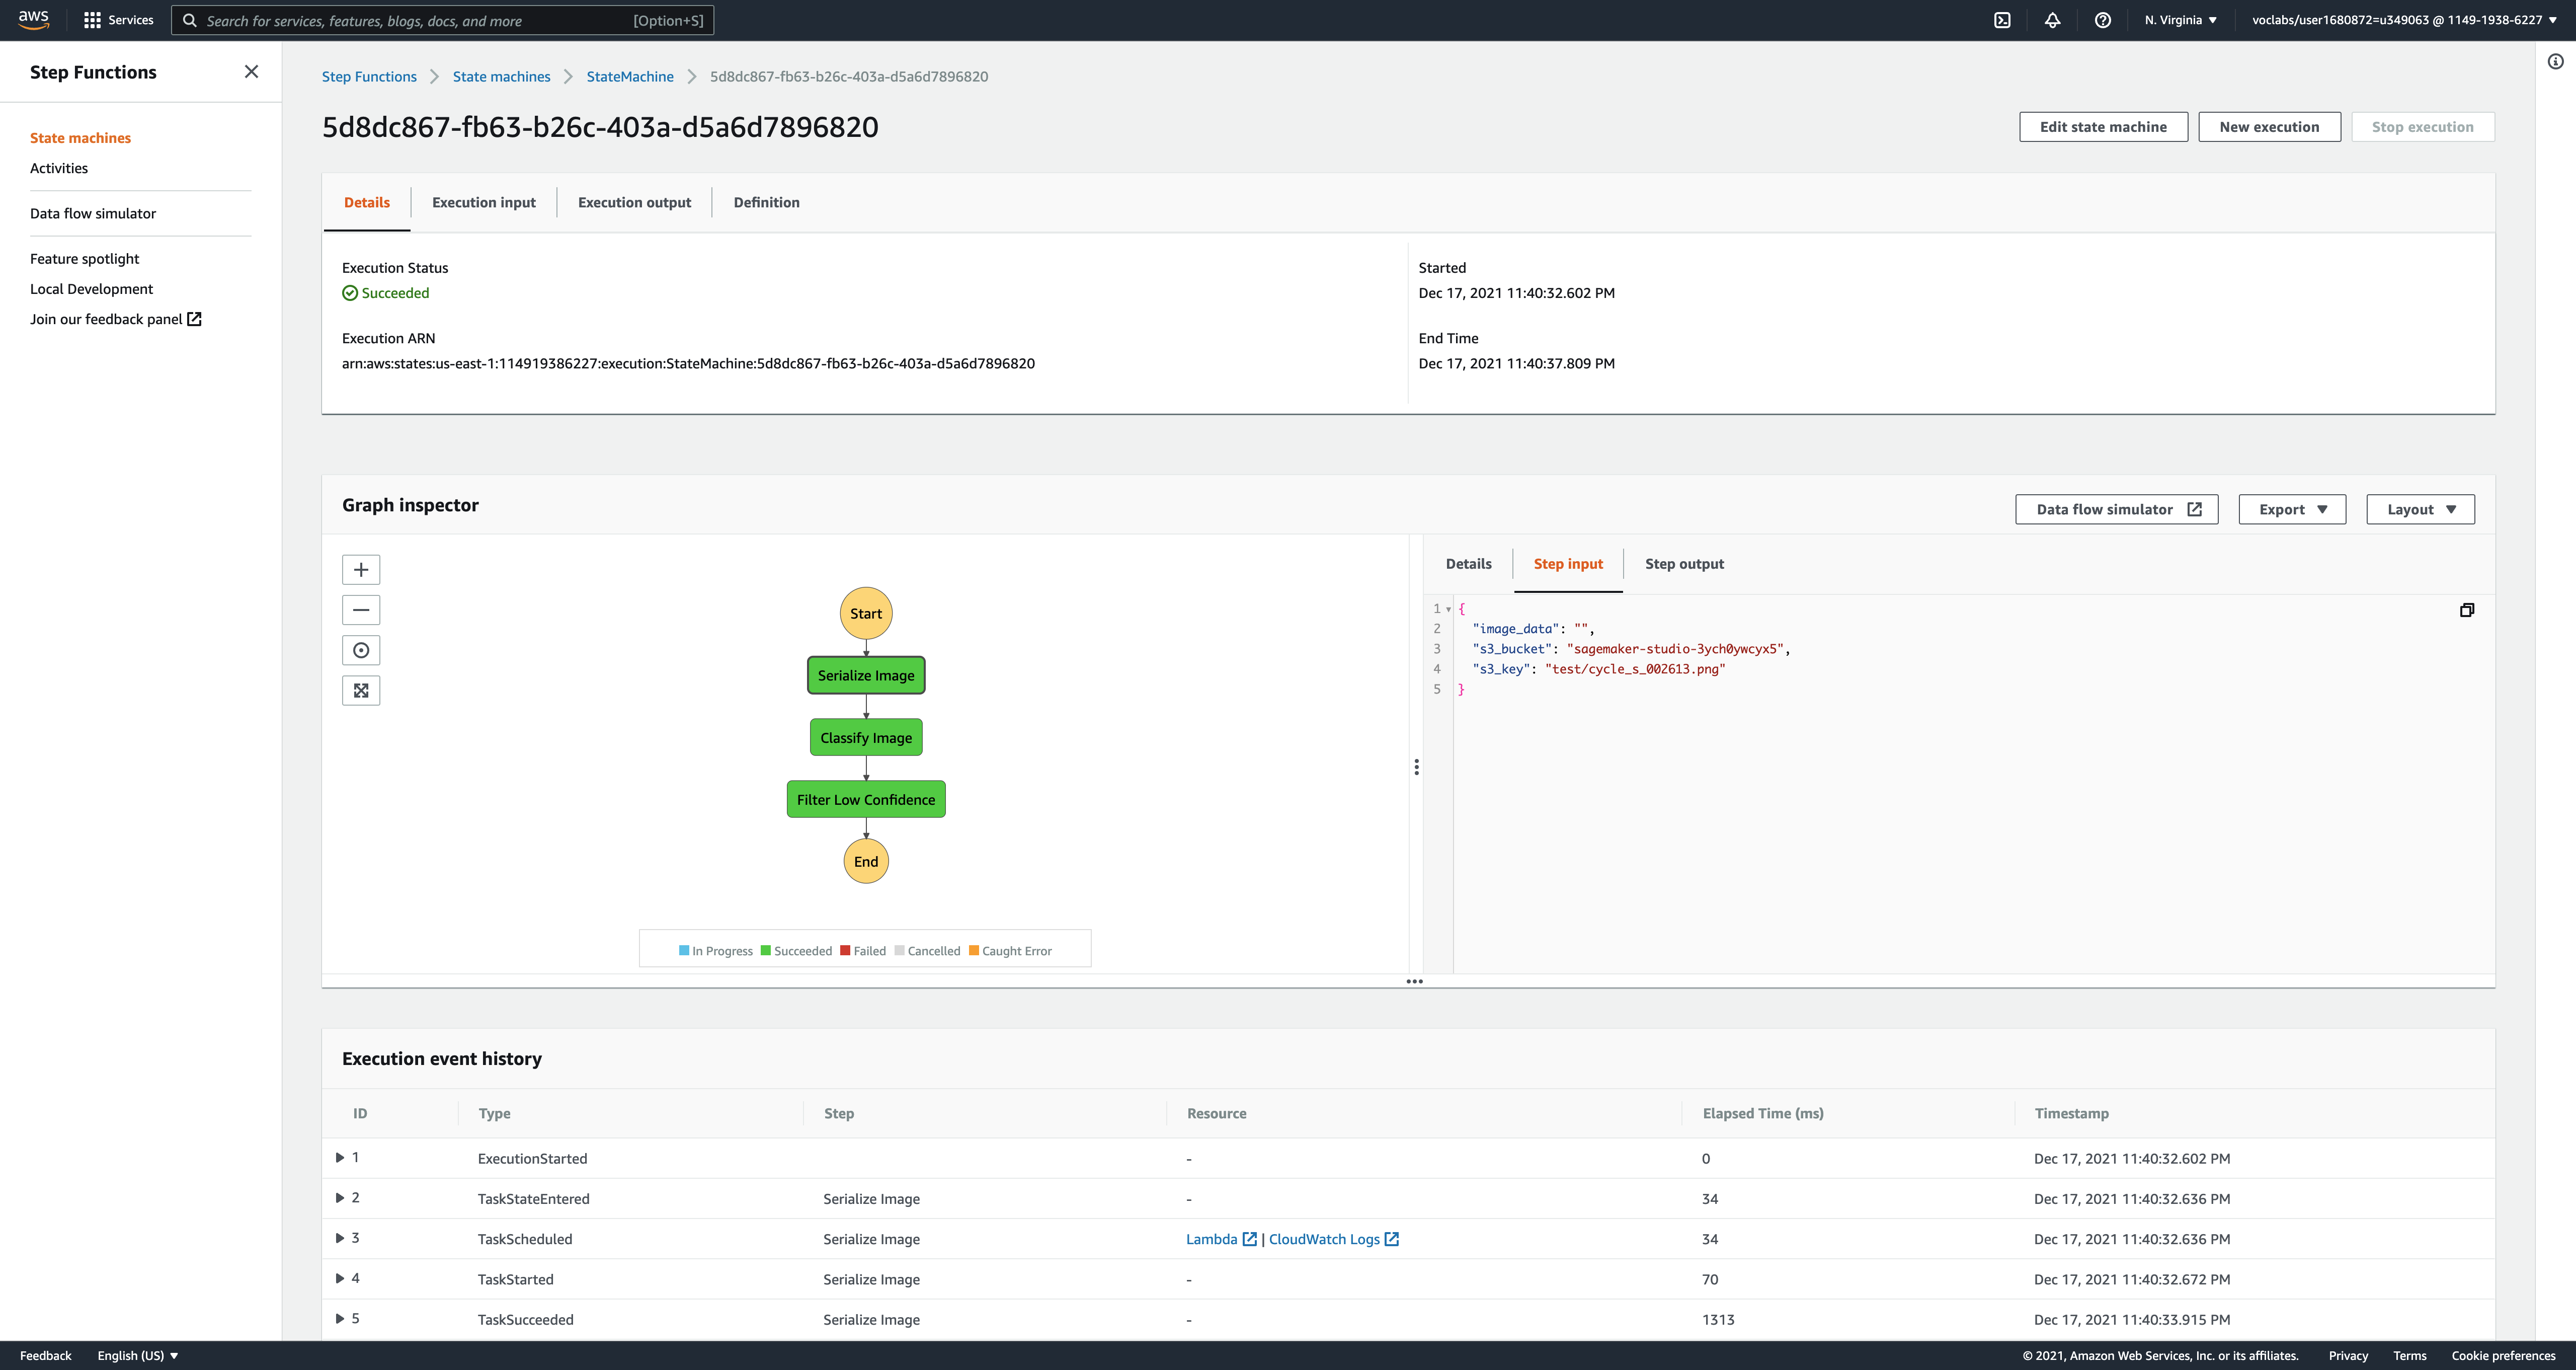 aws
Services
Search for services, features, blogs, docs, and more [Option+S]
N. Virginia
voclabs/user1680872=u349063 @ 1149-1938-6227
Step Functions
State machines
Activities
Data flow simulator
Feature spotlight
Local Development
Join our feedback panel
Step Functions State machines StateMachine 5d8dc867-fb63-b26c-403a-d5a6d7896820
5d8dc867-fb63-b26c-403a-d5a6d7896820
Edit state machine New execution Stop execution
Details Execution input Execution output Definition
Execution Status
Succeeded
Execution ARN
arn:aws:states:us-east-1:114919386227:execution:StateMachine:5d8dc867-fb63-b26c-403a-d5a6d7896820
Started
Dec 17, 2021 11:40:32.602 PM
End Time
Dec 17, 2021 11:40:37.809 PM
Graph inspector
Data flow simulator Export Layout
Start
Serialize Image
Classify Image
Filter Low Confidence
End
In Progress Succeeded Failed Cancelled Caught Error
Details Step input Step output
1 {
2 "image_data": "",
3 "s3_bucket": "sagemaker-studio-3ych0ywcyx5",
4 "s3_key": "test/cycle_s_002613.png"
5 }
Execution event history
ID Type Step Resource Elapsed Time (ms) Timestamp
1 ExecutionStarted - 0 Dec 17, 2021 11:40:32.602 PM
2 TaskStateEntered Serialize Image - 34 Dec 17, 2021 11:40:32.636 PM
3 TaskScheduled Serialize Image Lambda | CloudWatch Logs 34 Dec 17, 2021 11:40:32.636 PM
4 TaskStarted Serialize Image - 70 Dec 17, 2021 11:40:32.672 PM
5 TaskSucceeded Serialize Image - 1313 Dec 17, 2021 11:40:33.915 PM
Feedback English (US) © 2021, Amazon Web Services, Inc. or its affiliates. Privacy Terms Cookie preferences